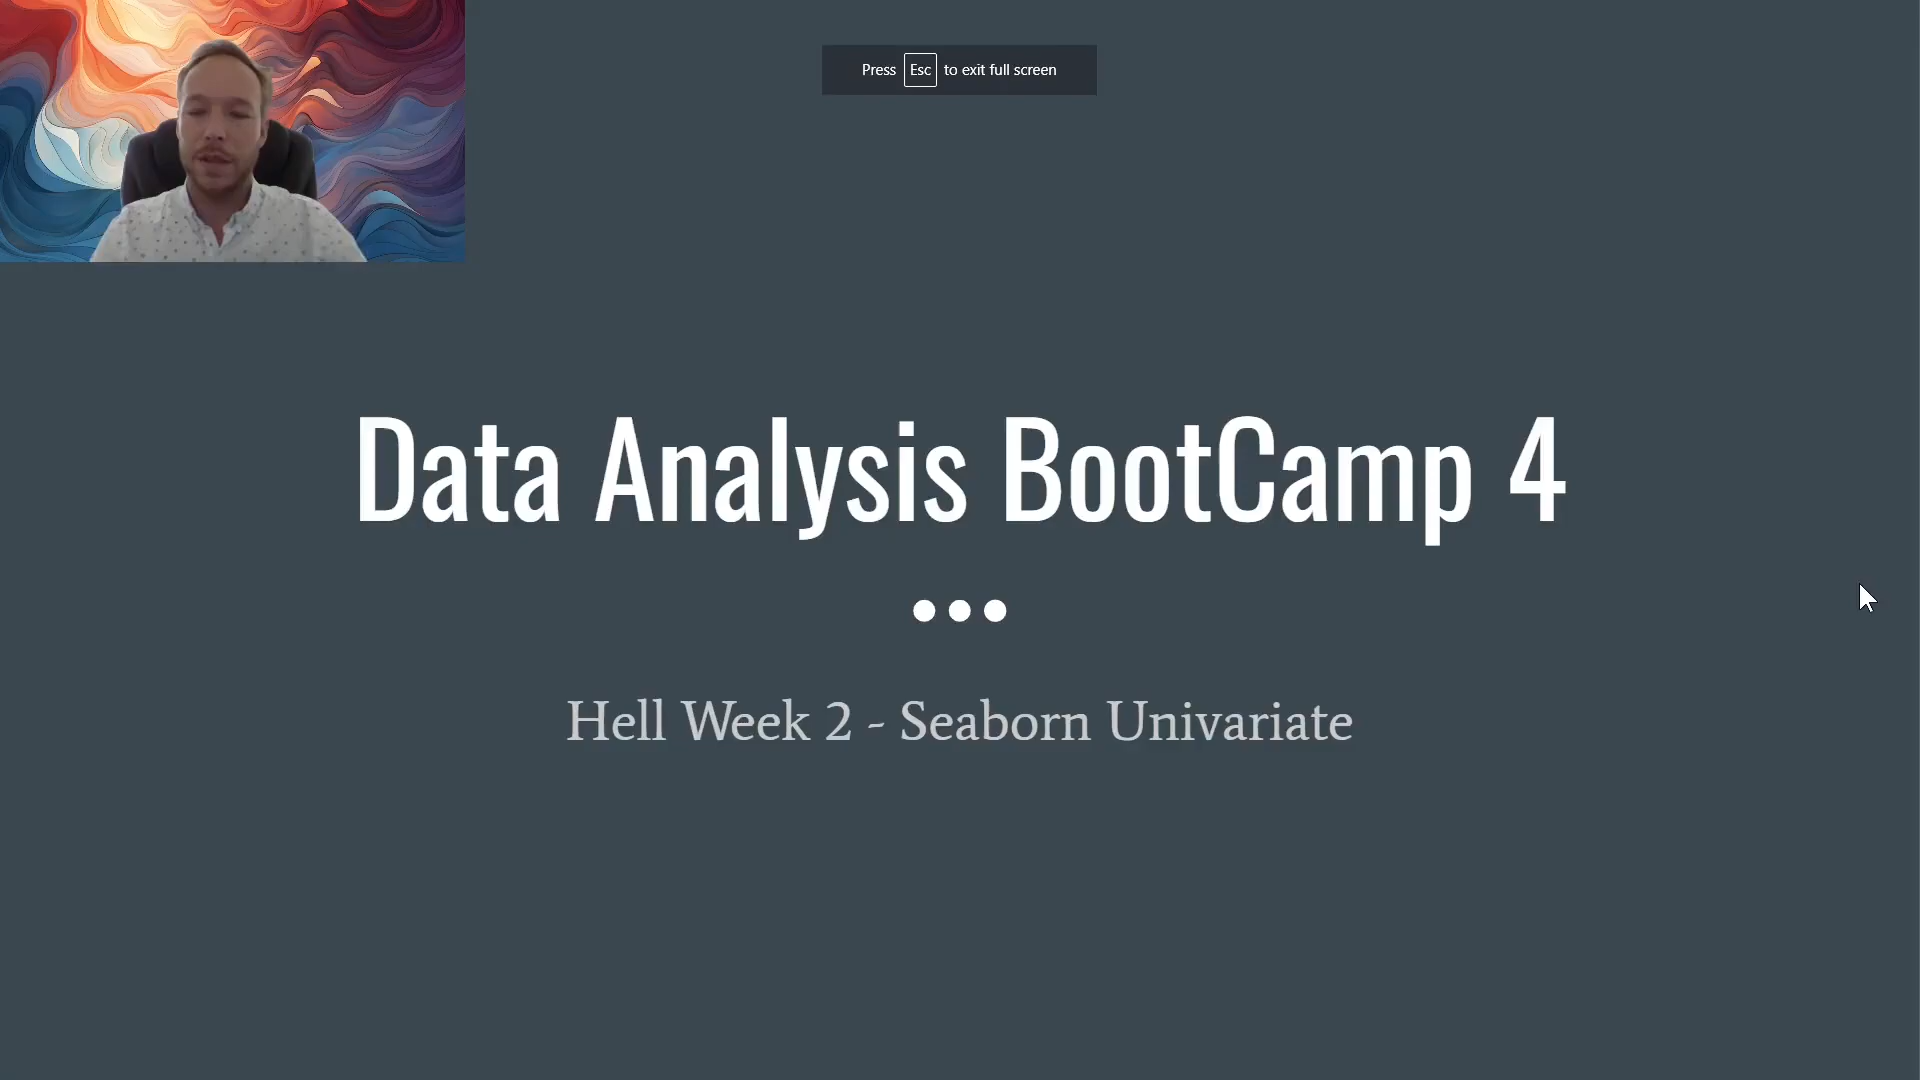 Press Esc to exit full screen
Data Analysis BootCamp 4
Hell Week 2 - Seaborn Univariate